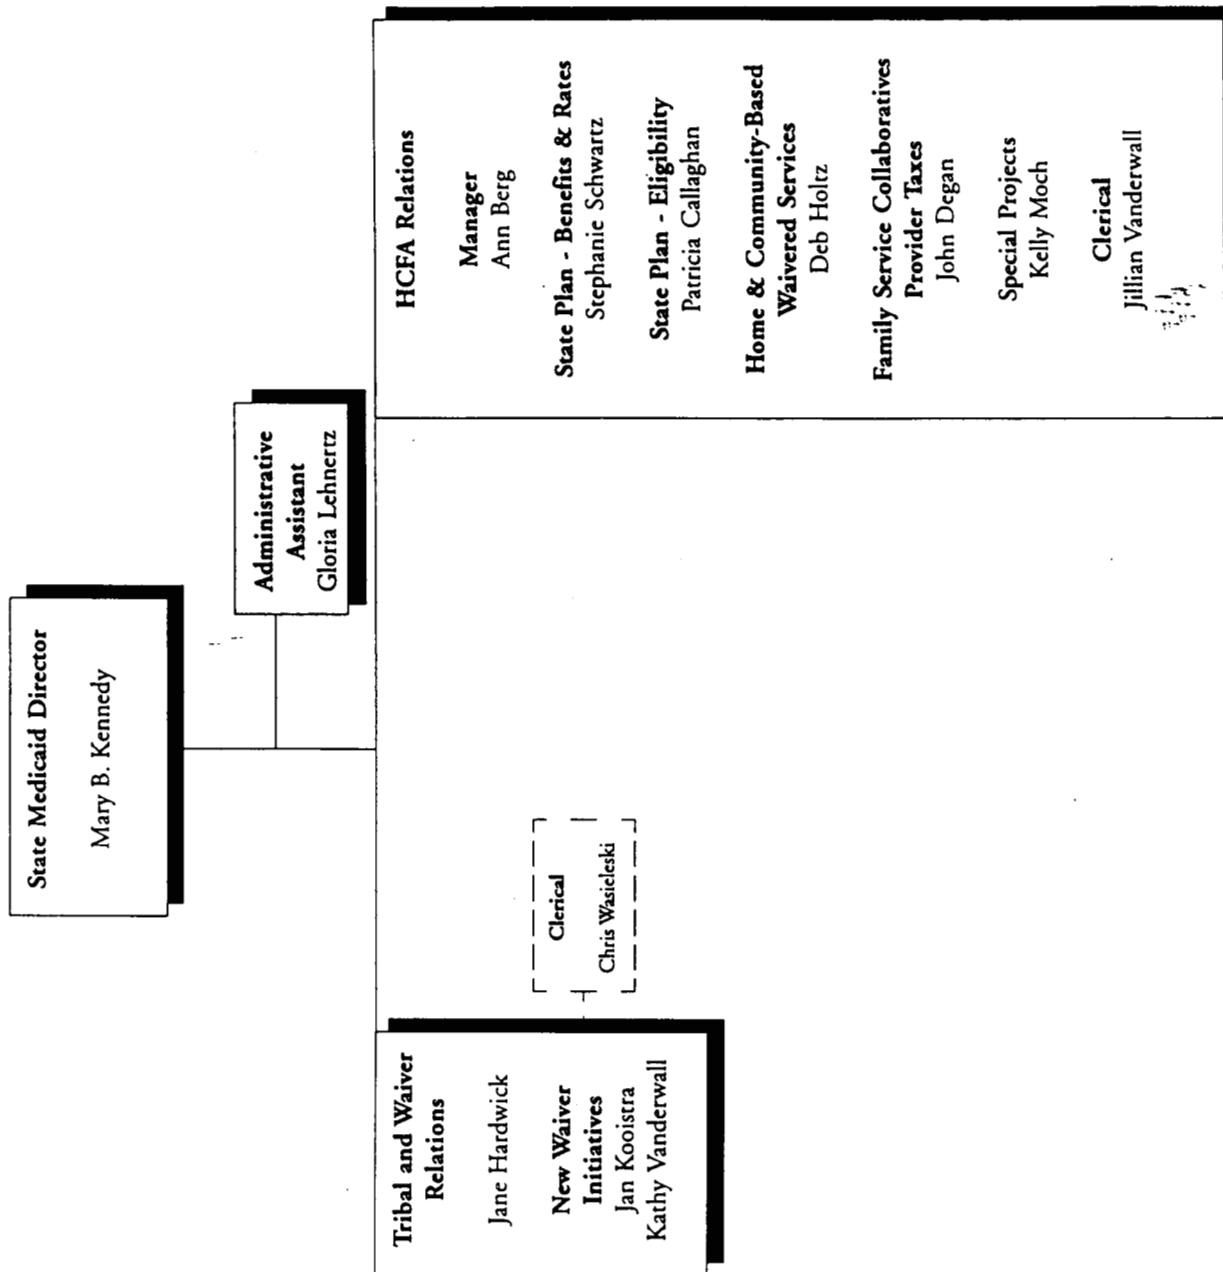 State Medicaid Director
Mary B. Kennedy
Administrative
Assistant
Gloria Lehnertz
Tribal and Waiver
Relations
Jane Hardwick
New Waiver
Initiatives
Jan Kooistra
Kathy Vanderwall
Clerical
Chris Wasieleski
HCFA Relations
Manager
Ann Berg
State Plan - Benefits & Rates
Stephanie Schwartz
State Plan - Eligibility
Patricia Callaghan
Home & Community-Based
Waivered Services
Deb Holtz
Family Service Collaboratives
Provider Taxes
John Degan
Special Projects
Kelly Moch
Clerical
Jillian Vanderwall